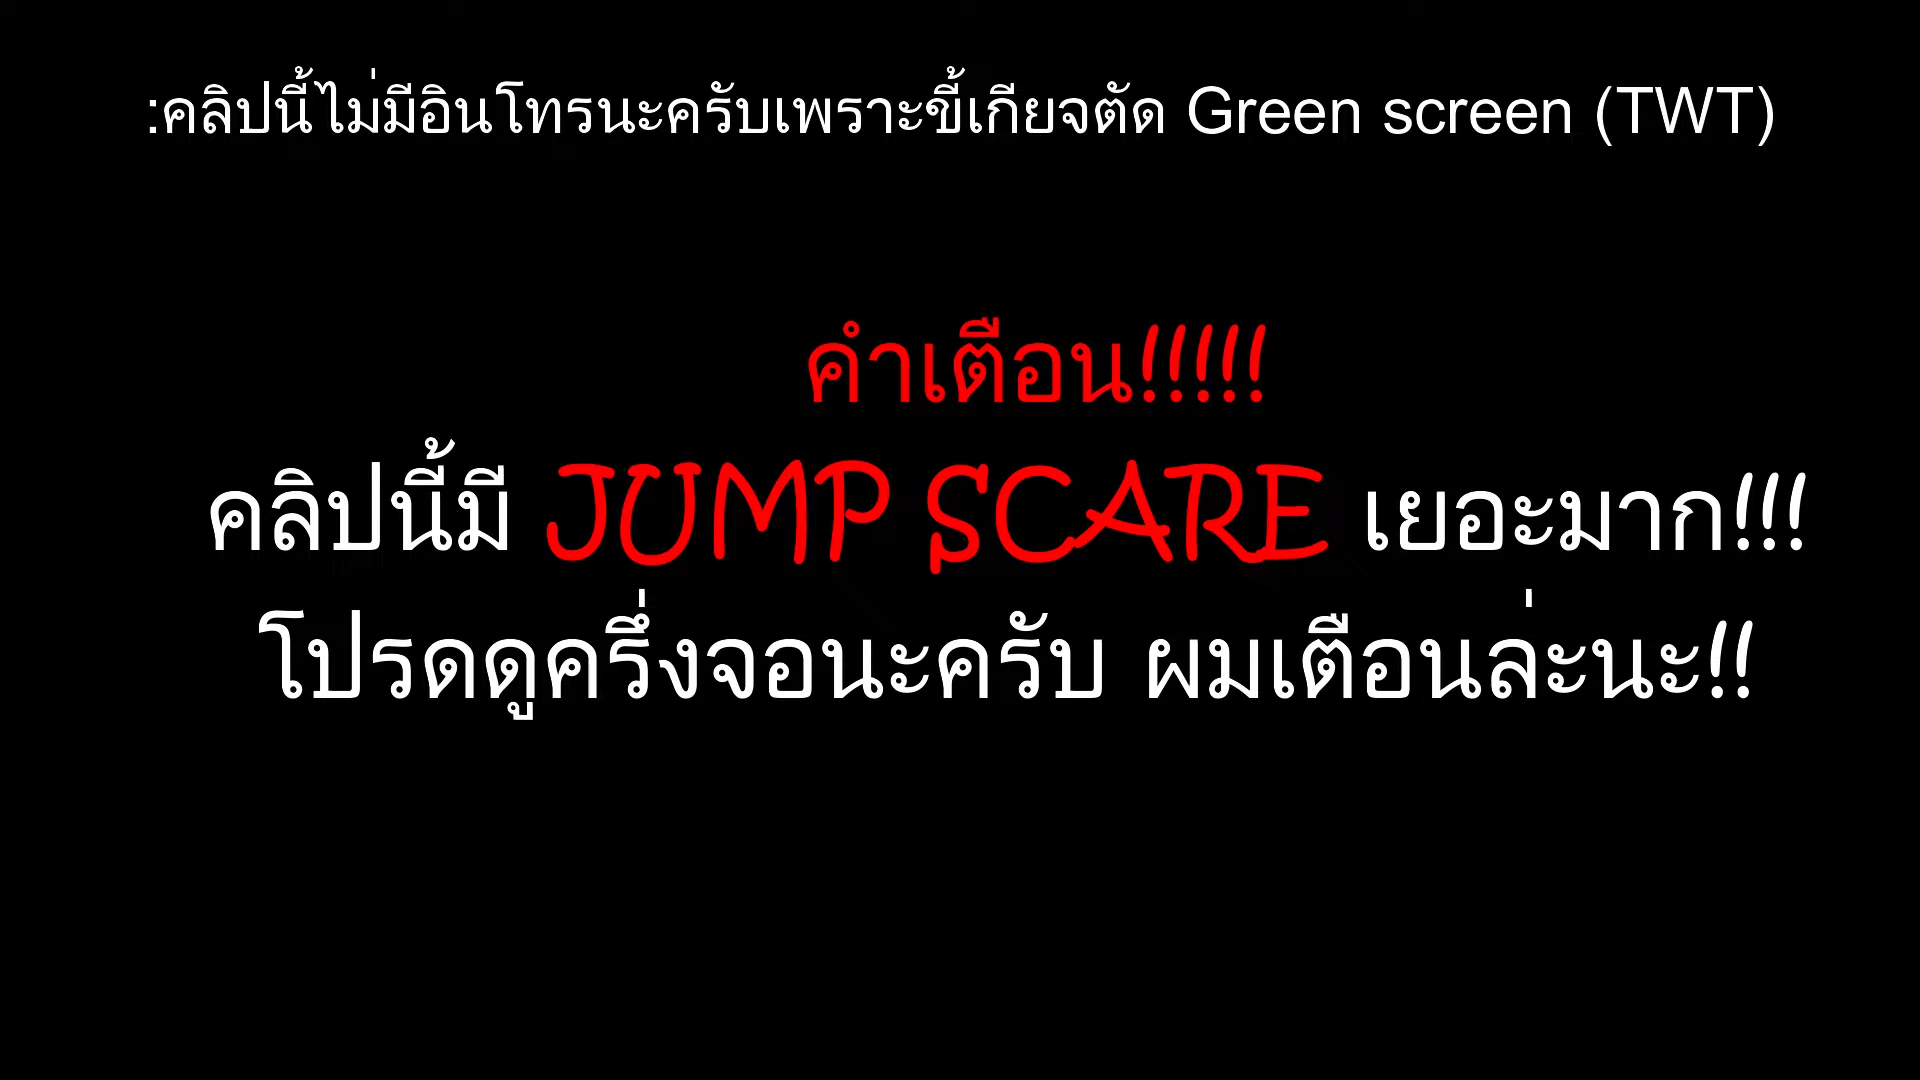 :คลิปนี้ไม่มีอินโทรนะครับเพราะขี้เกียจตัด Green screen (TWT)
คำเตือน!!!!!
คลิปนี้มี JUMP SCARE เยอะมาก!!!
โปรดดูครึ่งจอนะครับ ผมเตือนล่ะนะ!!